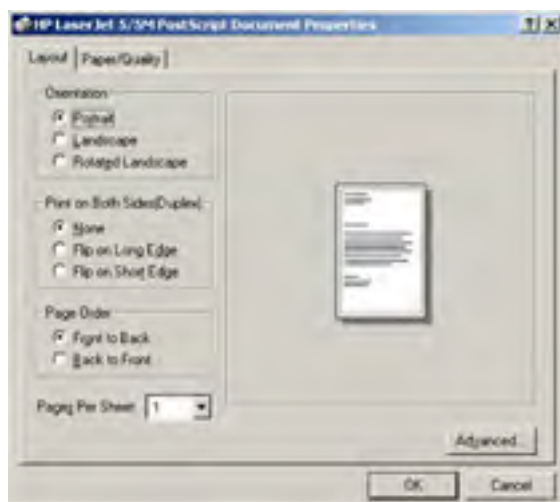 HP LaserJet 5/5M PostScript Document Properties
Layout
Paper/Quality
Orientation
Portrait
Landscape
Rotated Landscape
Print on Both Sides(Duplex)
None
Flip on Long Edge
Flip on Short Edge
Page Order
Front to Back
Back to Front
Pages Per Sheet: 1
Advanced...
OK
Cancel